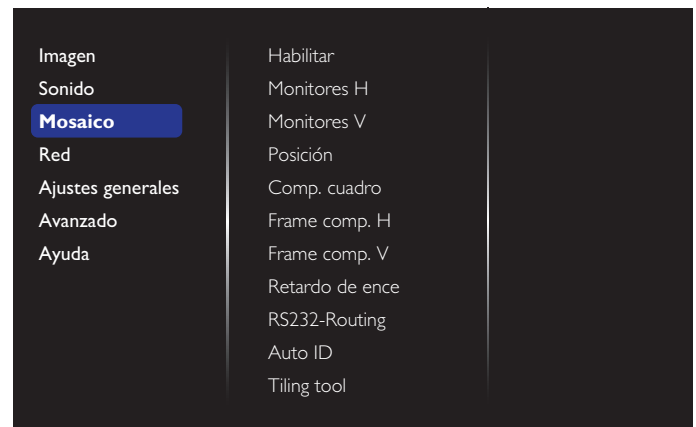 Imagen
Sonido
Mosaico
Red
Ajustes generales
Avanzado
Ayuda
Habilitar
Monitores H
Monitores V
Posición
Comp. cuadro
Frame comp. H
Frame comp. V
Retardo de ence
RS232-Routing
Auto ID
Tiling tool